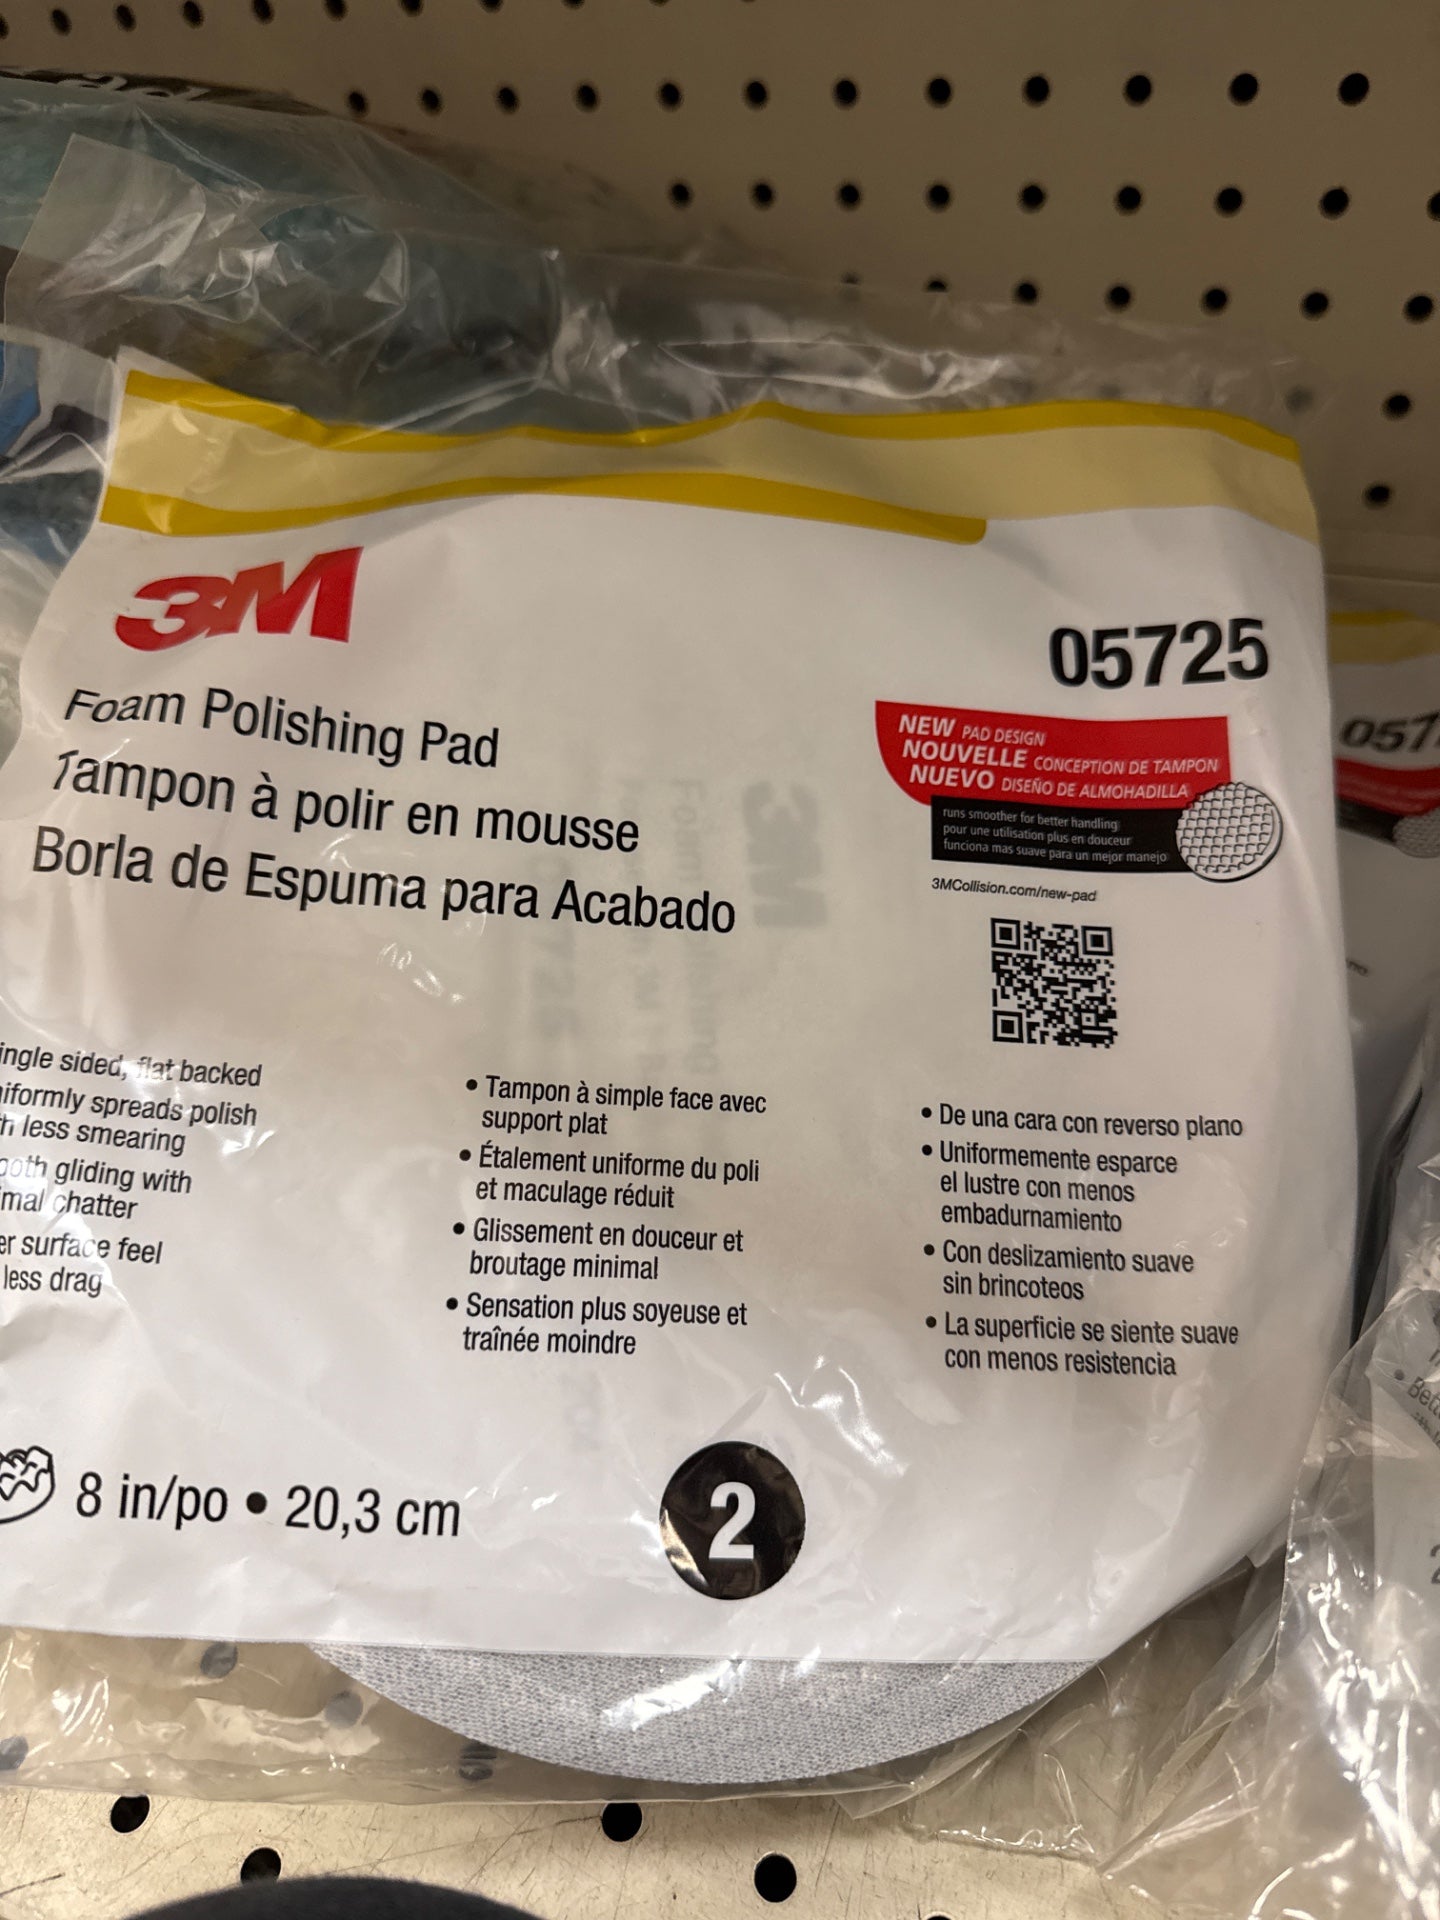 3M
05725
Foam Polishing Pad
Tampon à polir en mousse
Borla de Espuma para Acabado
NEW PAD DESIGN
NOUVELLE CONCEPTION DE TAMPON
NUEVO DISEÑO DE ALMOHADILLA
runs smoother for better handling
pour une utilisation plus en douceur
funciona mas suave para un mejor manejo
3MCollision.com/new-pad
sided, flat backed
spreads polish
less smearing
gliding with
chatter
surface feel
less drag
• Tampon à simple face avec
support plat
• Étalement uniforme du poli
et maculage réduit
• Glissement en douceur et
broutage minimal
• Sensation plus soyeuse et
traînée moindre
• De una cara con reverso plano
• Uniformemente esparce
el lustre con menos
embadurnamiento
• Con deslizamiento suave
sin brincoteos
• La superficie se siente suave
con menos resistencia
8 in/po • 20,3 cm
2